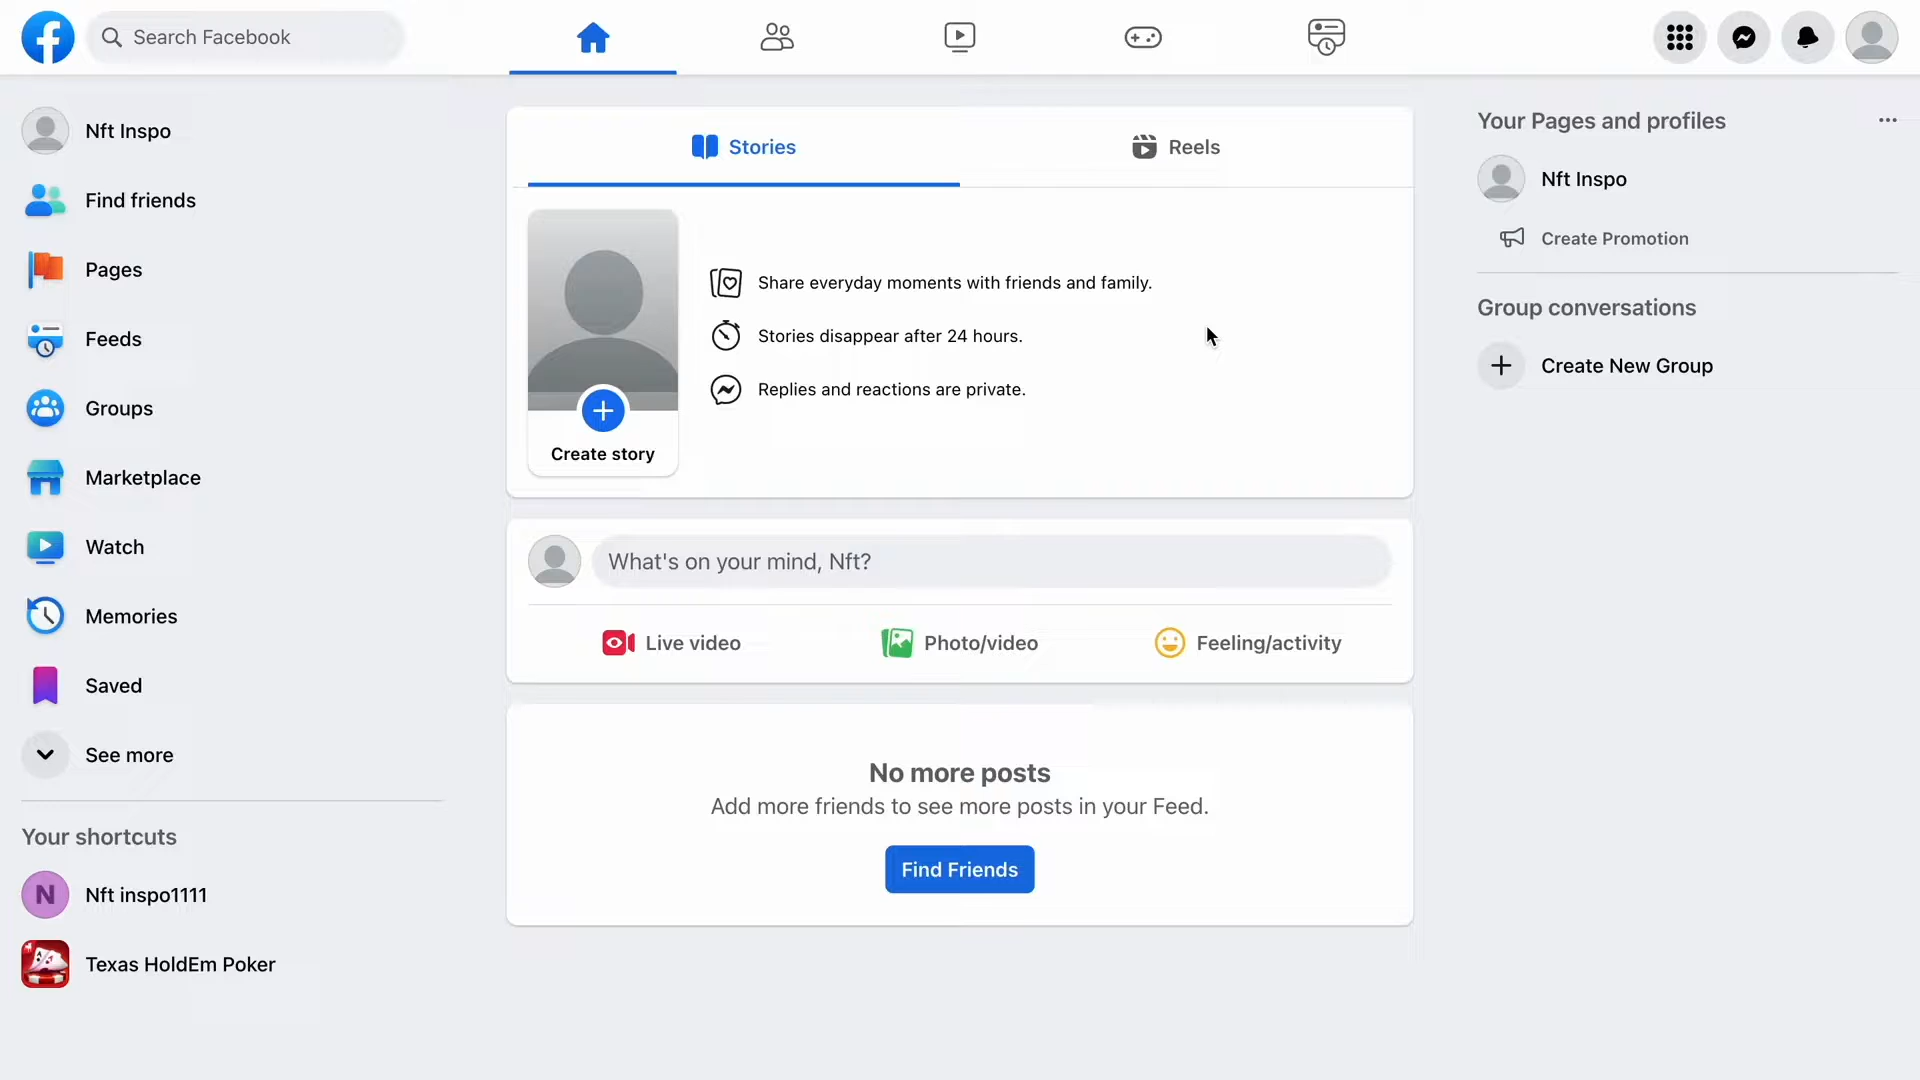 Search Facebook
Nft Inspo
Find friends
Pages
Feeds
Groups
Marketplace
Watch
Memories
Saved
See more
Your shortcuts
N
Nft inspo1111
Texas HoldEm Poker
Stories
Reels
Share everyday moments with friends and family.
Stories disappear after 24 hours.
Replies and reactions are private.
Create story
What's on your mind, Nft?
Live video
Photo/video
Feeling/activity
No more posts
Add more friends to see more posts in your Feed.
Find Friends
Your Pages and profiles
Nft Inspo
Create Promotion
Group conversations
Create New Group